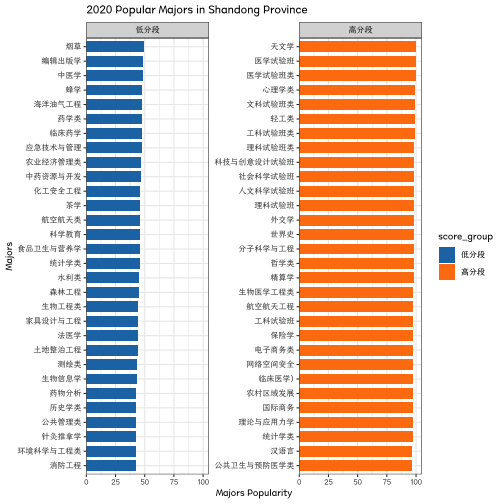 2020 Popular Majors in Shandong Province
低分段
烟草
编辑出版学
中医学
蜂学
海洋油气工程
药学类
临床药学
应急技术与管理
农业经济管理类
中药资源与开发
化工安全工程
茶学
航空航天类
科学教育
食品卫生与营养学
统计学类
水利类
森林工程
生物工程类
家具设计与工程
法医学
土地整治工程
测绘类
生物信息学
药物分析
历史学类
公共管理类
针灸推拿学
环境科学与工程类
消防工程
0 25 50 75 100
高分段
天文学
医学试验班
医学试验班类
心理学类
文科试验班类
轻工类
工科试验班类
理科试验班类
科技与创意设计试验班
社会科学试验班
人文科学试验班
理科试验班
外文学
世界史
分子科学与工程
哲学类
精算学
生物医学工程类
航空航天工程
工科试验班
保险学
电子商务类
网络空间安全
临床医学)
农村区域发展
国际商务
理论与应用力学
统计学类
汉语言
公共卫生与预防医学类
0 25 50 75 100
Majors
Majors Popularity
score_group
低分段
高分段